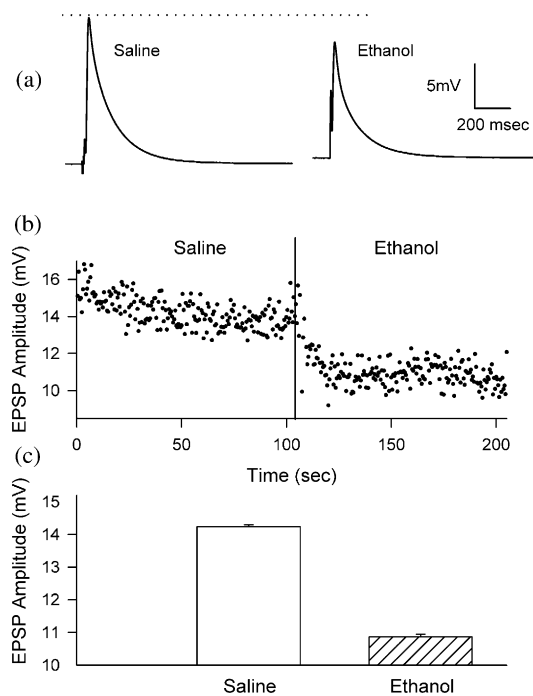 Saline
Ethanol
(a)
5mV
200 msec
(b)
Saline
Ethanol
EPSP Amplitude (mV)
16
14
12
10
0
50
100
150
200
Time (sec)
(c)
EPSP Amplitude (mV)
15
14
13
12
11
10
Saline
Ethanol